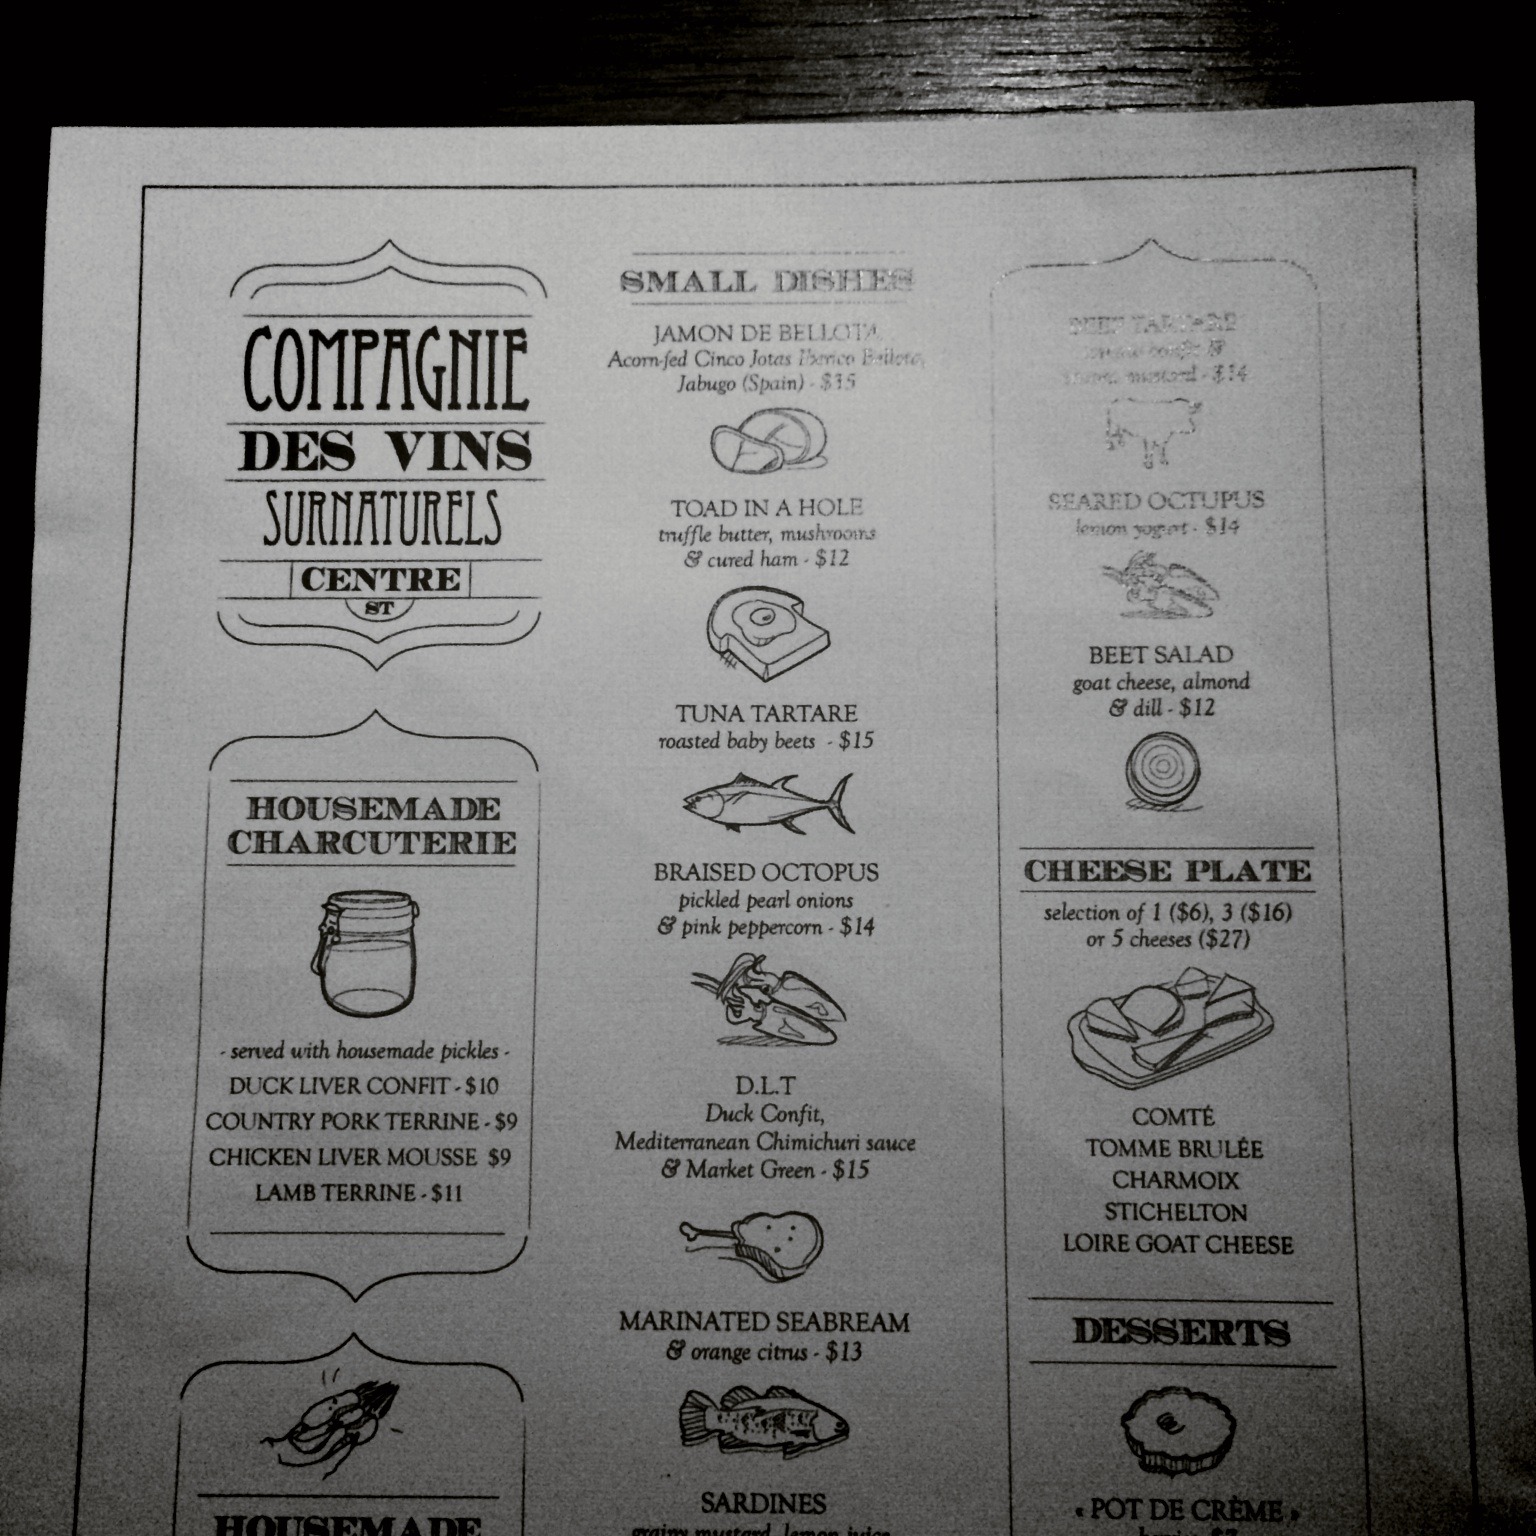 COMPAGNIE
DES VINS
SURNATURELS
CENTRE
ST
HOUSEMADE
CHARCUTERIE
- served with housemade pickles -
DUCK LIVER CONFIT - $10
COUNTRY PORK TERRINE - $9
CHICKEN LIVER MOUSSE $9
LAMB TERRINE - $11
HOUSEMADE
SMALL DISHES
JAMON DE BELLOTA
Acorn-fed Cinco Jotas Iberico Bellota,
Jabugo (Spain) - $35
TOAD IN A HOLE
truffle butter, mushrooms
& cured ham - $12
TUNA TARTARE
roasted baby beets - $15
BRAISED OCTOPUS
pickled pearl onions
& pink peppercorn - $14
D.L.T
Duck Confit,
Mediterranean Chimichuri sauce
& Market Green - $15
MARINATED SEABREAM
& orange citrus - $13
SARDINES
grainy mustard, lemon juice
BEEF TARTARE
&
mustard - $14
SEARED OCTUPUS
lemon yogurt - $14
BEET SALAD
goat cheese, almond
& dill - $12
CHEESE PLATE
selection of 1 ($6), 3 ($16)
or 5 cheeses ($27)
COMTÉ
TOMME BRULÉE
CHARMOIX
STICHELTON
LOIRE GOAT CHEESE
DESSERTS
• POT DE CRÈME •